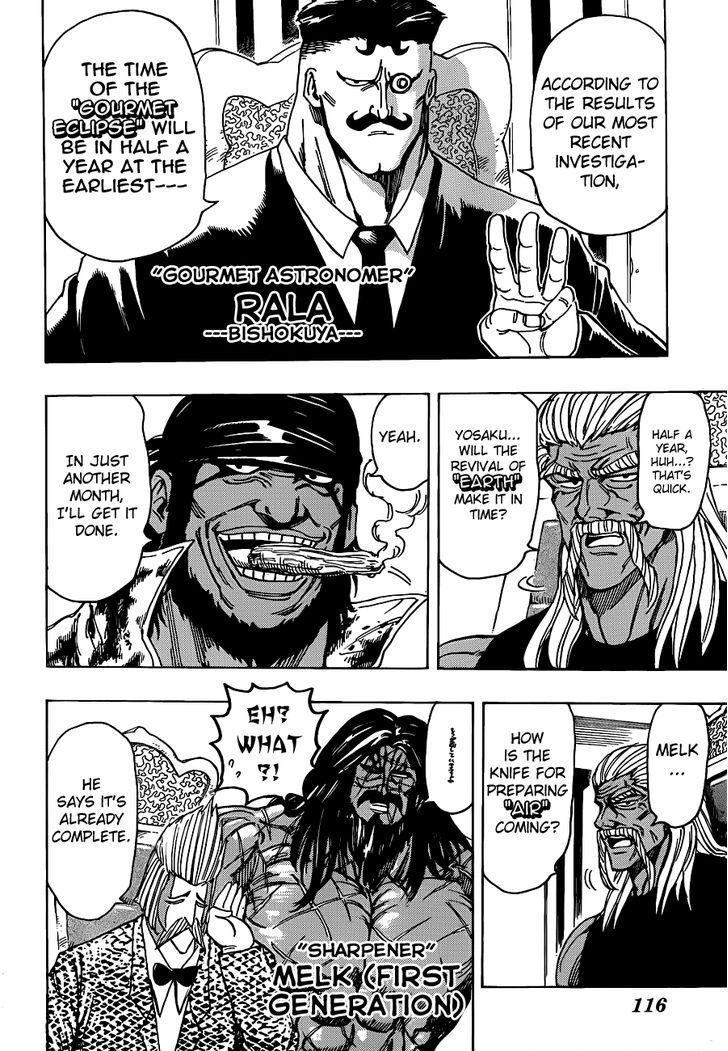 ACCORDING TO
THE RESULTS
OF OUR MOST
RECENT
INVESTIGA-
TION,
THE TIME
OF THE
"GOURMET
ECLIPSE" WILL
BE IN HALF A
YEAR AT THE
EARLIEST---
"GOURMET ASTRONOMER"
RALA
---BISHOKUYA---
HALF A
YEAR,
HUH...?
THAT'S
QUICK.
YOSAKU...
WILL THE
REVIVAL OF
"EARTH"
MAKE IT IN
TIME?
YEAH.
IN JUST
ANOTHER
MONTH,
I'LL GET IT
DONE.
MELK
...
HOW
IS THE
KNIFE FOR
PREPARING
"AIR"
COMING?
EH?
WHAT
?!
HE
SAYS IT'S
ALREADY
COMPLETE.
"SHARPENER"
MELK (FIRST
GENERATION)
116